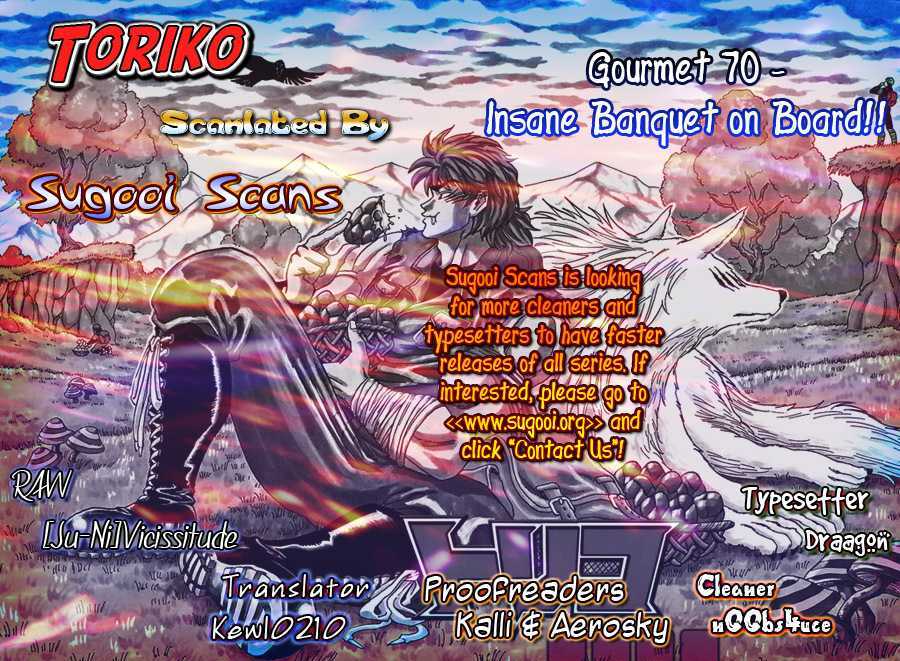 TORIKO
Gourmet 70 -
Insane Banquet on Board!!
Scanlated By
Sugooi Scans
Sugooi Scans is looking
for more cleaners and
typesetters to have faster
releases of all series. If
interested, please go to
<<www.sugooi.org>> and
click "Contact Us"!
RAW
[Ju-Ni]Vicissitude
Typesetter
Draagon
Translator
Kewl0210
Proofreaders
Kalli & Aerosky
Cleaner
n00bs4uce